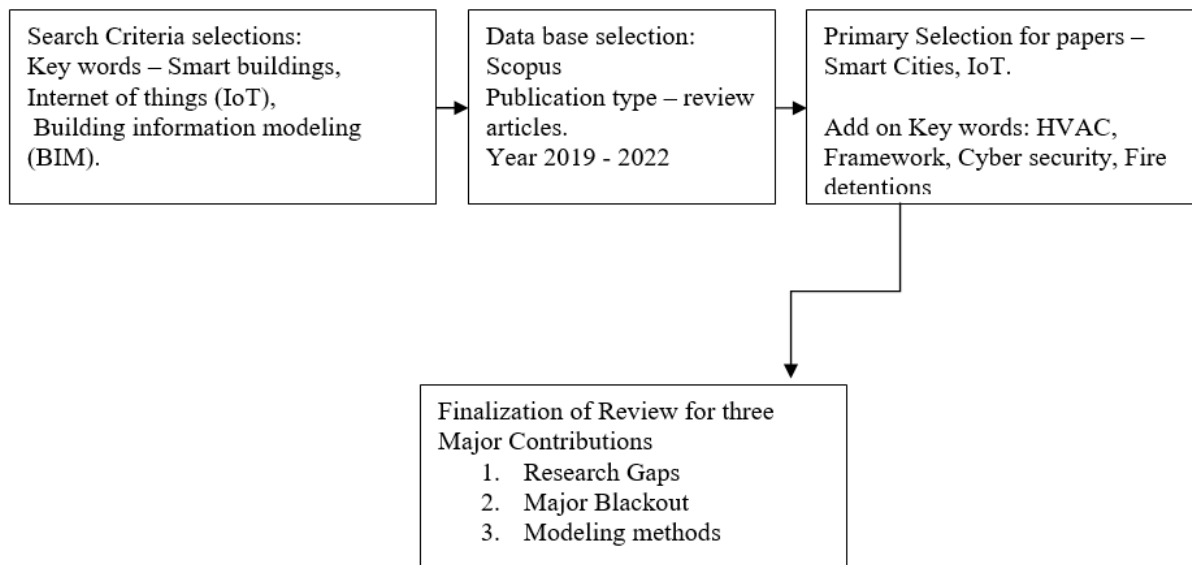 Search Criteria selections:
Key words – Smart buildings,
Internet of things (IoT),
Building information modeling
(BIM).
Data base selection:
Scopus
Publication type – review
articles.
Year 2019 - 2022
Primary Selection for papers –
Smart Cities, IoT.
Add on Key words: HVAC,
Framework, Cyber security, Fire
detentions
Finalization of Review for three
Major Contributions
1. Research Gaps
2. Major Blackout
3. Modeling methods